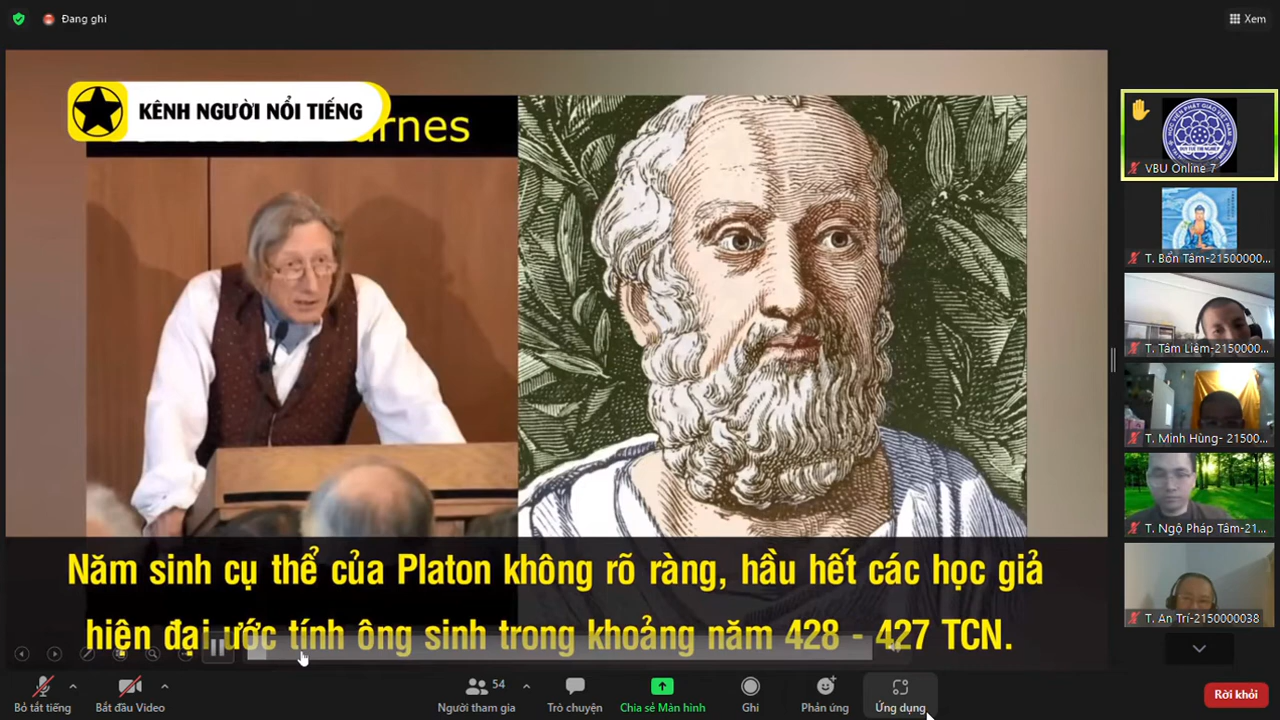 Đang ghi
Xem
KÊNH NGƯỜI NỔI TIẾNG
rnes
VBU Online 7
T. Bổn Tâm-21500000...
T. Tâm Liêm-2150000...
T. Minh Hùng- 21500...
T. Ngộ Pháp Tâm-21...
T. An Trí-2150000038
Năm sinh cụ thể của Platon không rõ ràng, hầu hết các học giả
hiện đại ước tính ông sinh trong khoảng năm 428 - 427 TCN.
Bỏ tắt tiếng
Bắt đầu Video
54
Người tham gia
Trò chuyện
Chia sẻ Màn hình
Ghi
Phản ứng
Ứng dụng
Rời khỏi